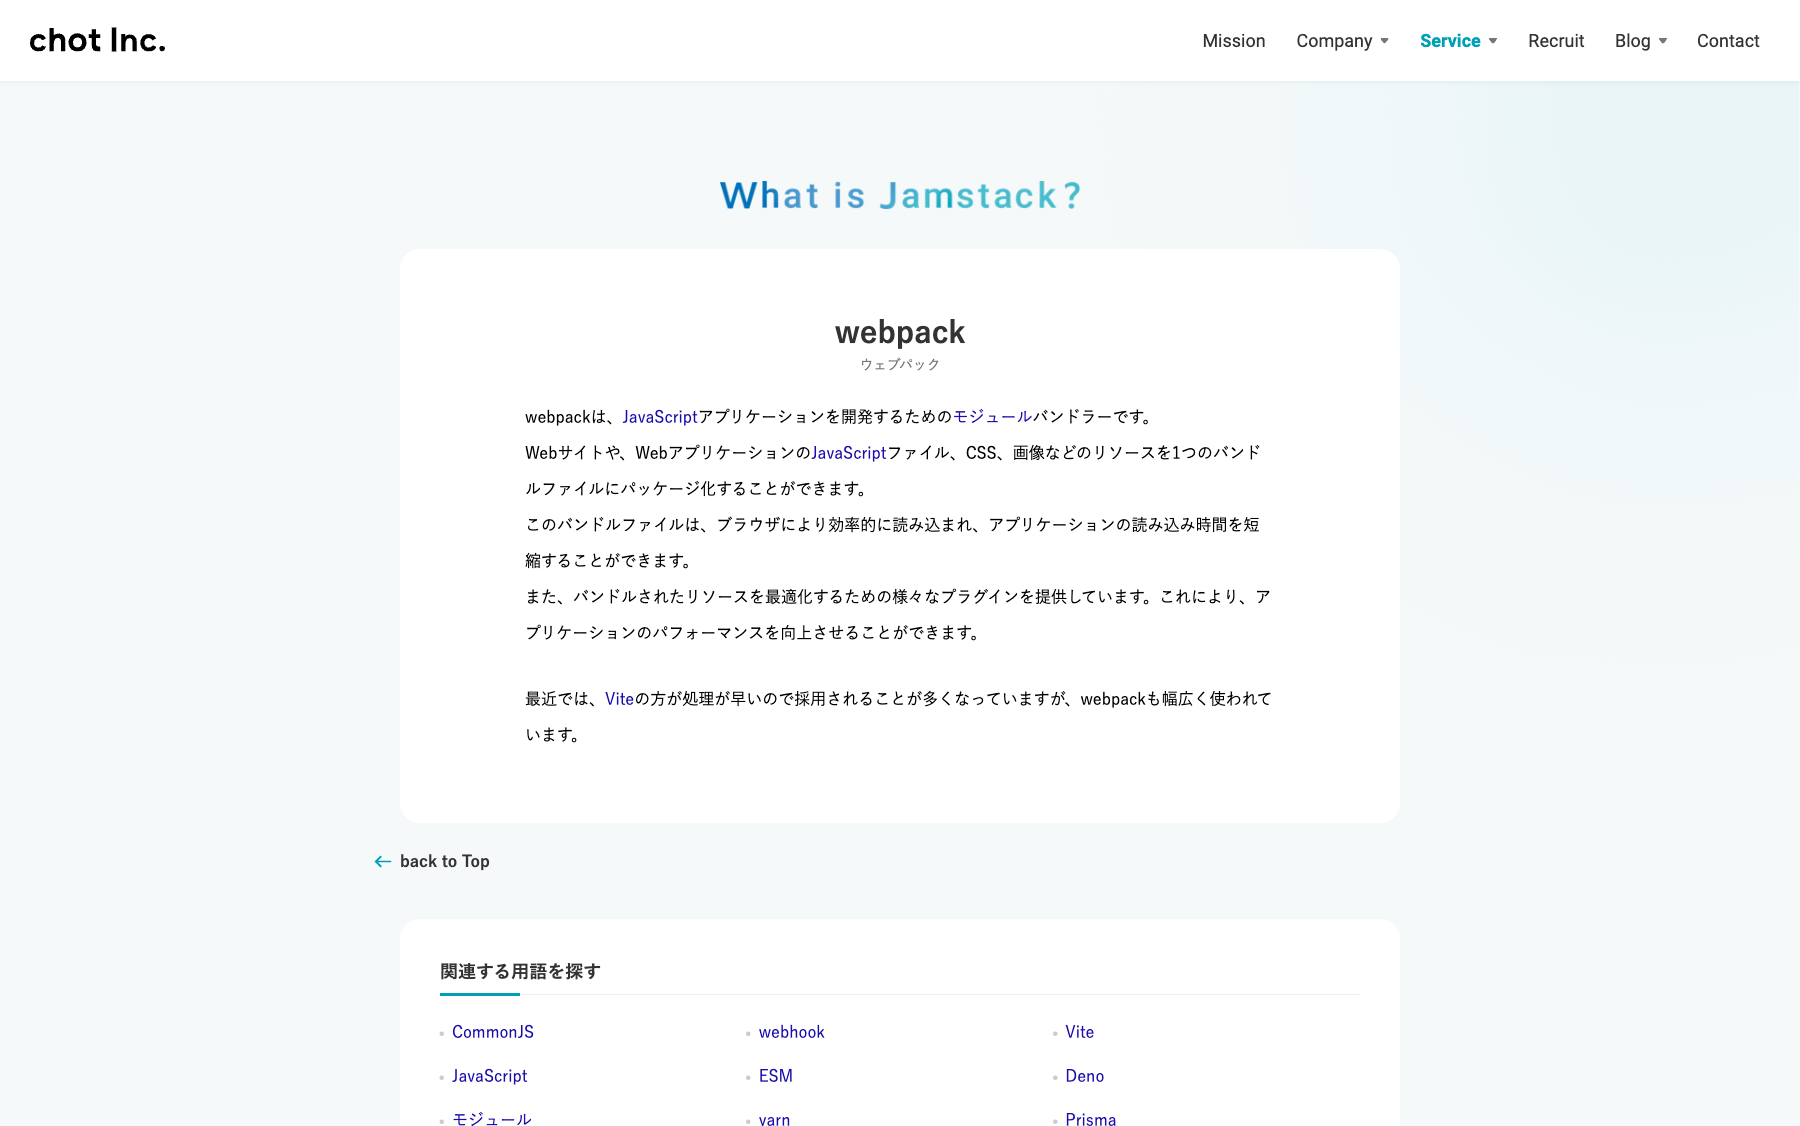 chot Inc.
Mission
Company
Service
Recruit
Blog
Contact
What is Jamstack?
webpack
ウェブパック
webpackは、JavaScriptアプリケーションを開発するためのモジュールバンドラーです。
Webサイトや、WebアプリケーションのJavaScriptファイル、CSS、画像などのリソースを1つのバンド
ルファイルにパッケージ化することができます。
このバンドルファイルは、ブラウザにより効率的に読み込まれ、アプリケーションの読み込み時間を短
縮することができます。
また、バンドルされたリソースを最適化するための様々なプラグインを提供しています。これにより、ア
プリケーションのパフォーマンスを向上させることができます。
最近では、Viteの方が処理が早いので採用されることが多くなっていますが、webpackも幅広く使われて
います。
← back to Top
関連する用語を探す
CommonJS
webhook
Vite
JavaScript
ESM
Deno
モジュール
yarn
Prisma